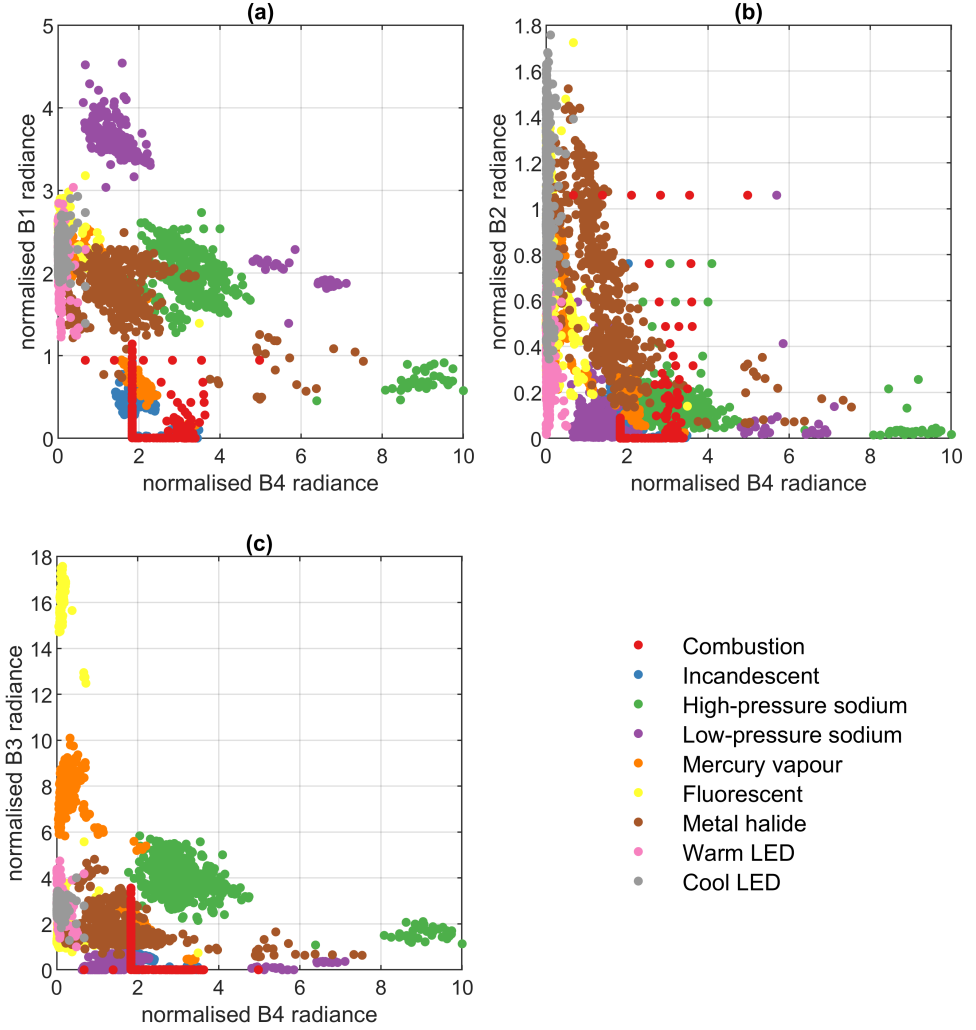 (a)
5
4
3
2
1
0
normalised B1 radiance
0 2 4 6 8 10
normalised B4 radiance
(b)
1.8
1.6
1.4
1.2
1
0.8
0.6
0.4
0.2
0
normalised B2 radiance
0 2 4 6 8 10
normalised B4 radiance
(c)
18
16
14
12
10
8
6
4
2
0
normalised B3 radiance
0 2 4 6 8 10
normalised B4 radiance
Combustion
Incandescent
High-pressure sodium
Low-pressure sodium
Mercury vapour
Fluorescent
Metal halide
Warm LED
Cool LED